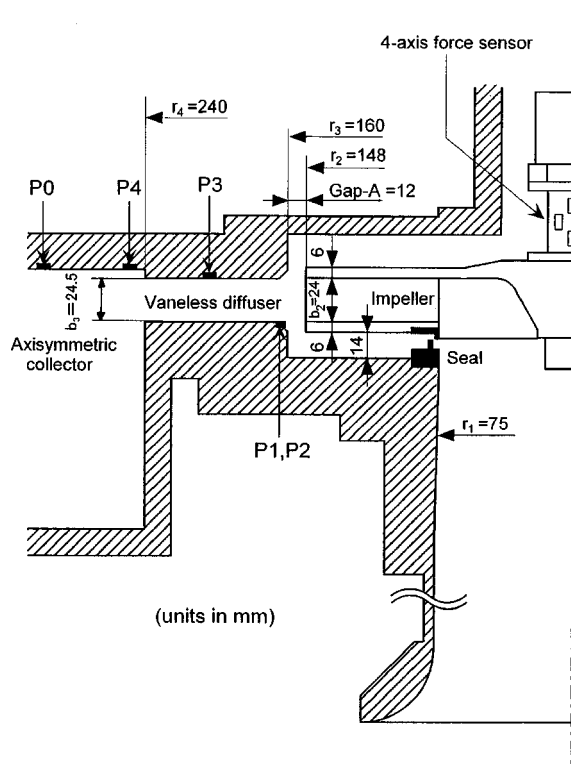 4-axis force sensor
r₄=240
r₃=160
r₂=148
P0
P4
P3
Gap-A =12
6
b₃=24.5
Vaneless diffuser
b₂=24
Impeller
Axisymmetric
collector
6
14
Seal
r₁=75
P1,P2
(units in mm)